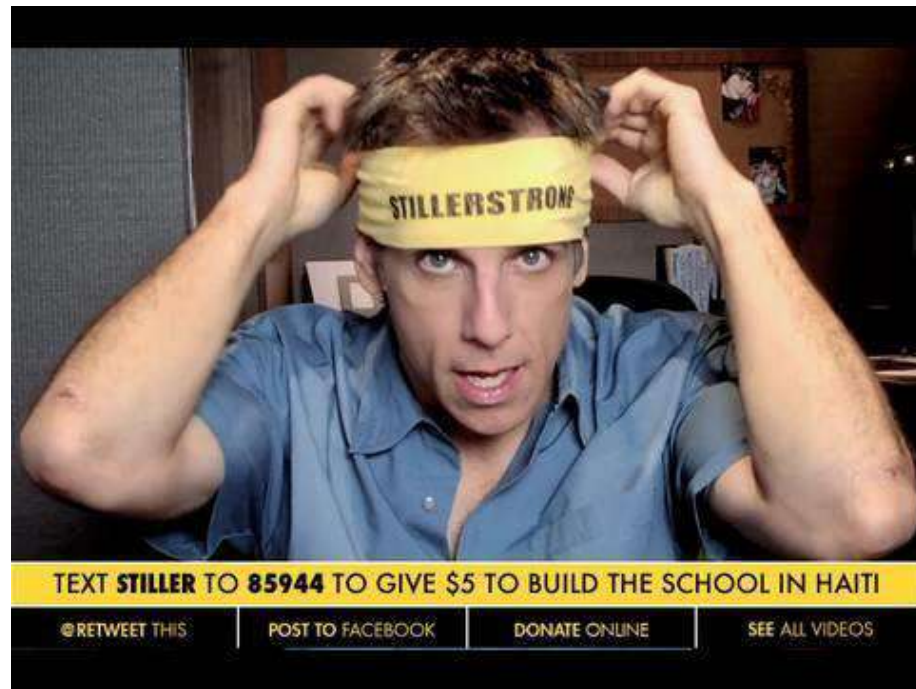 STILLERSTRONG
TEXT STILLER TO 85944 TO GIVE $5 TO BUILD THE SCHOOL IN HAITI
@RETWEET THIS
POST TO FACEBOOK
DONATE ONLINE
SEE ALL VIDEOS